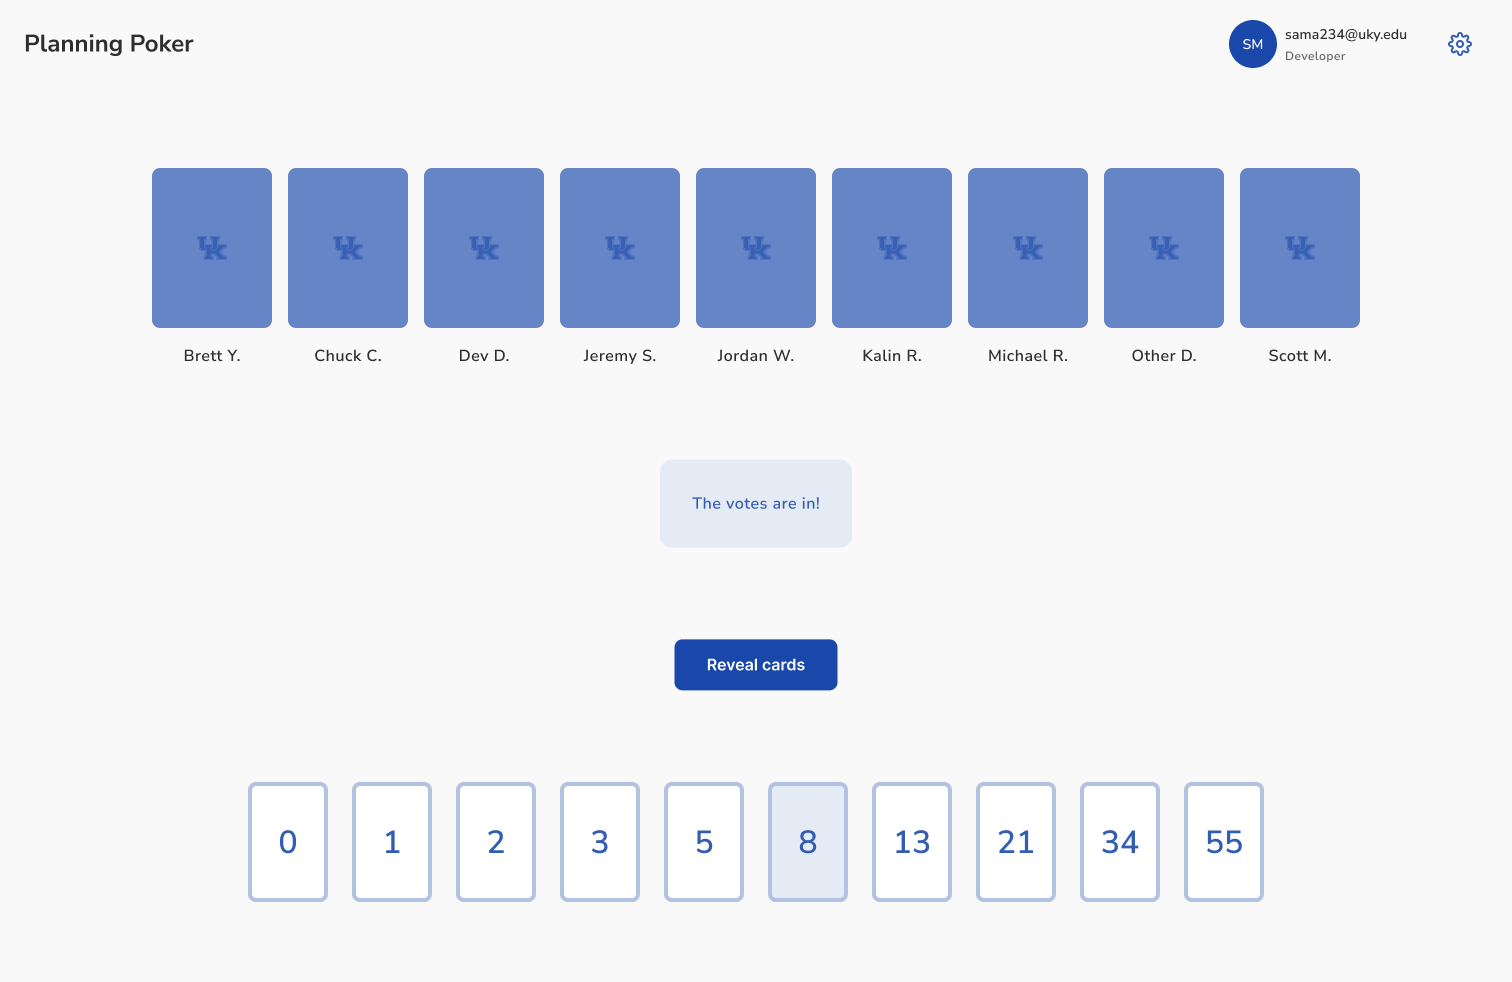 Planning Poker
SM
sama234@uky.edu
Developer
UK UK UK UK UK UK UK UK UK
Brett Y. Chuck C. Dev D. Jeremy S. Jordan W. Kalin R. Michael R. Other D. Scott M.
The votes are in!
Reveal cards
0 1 2 3 5 8 13 21 34 55